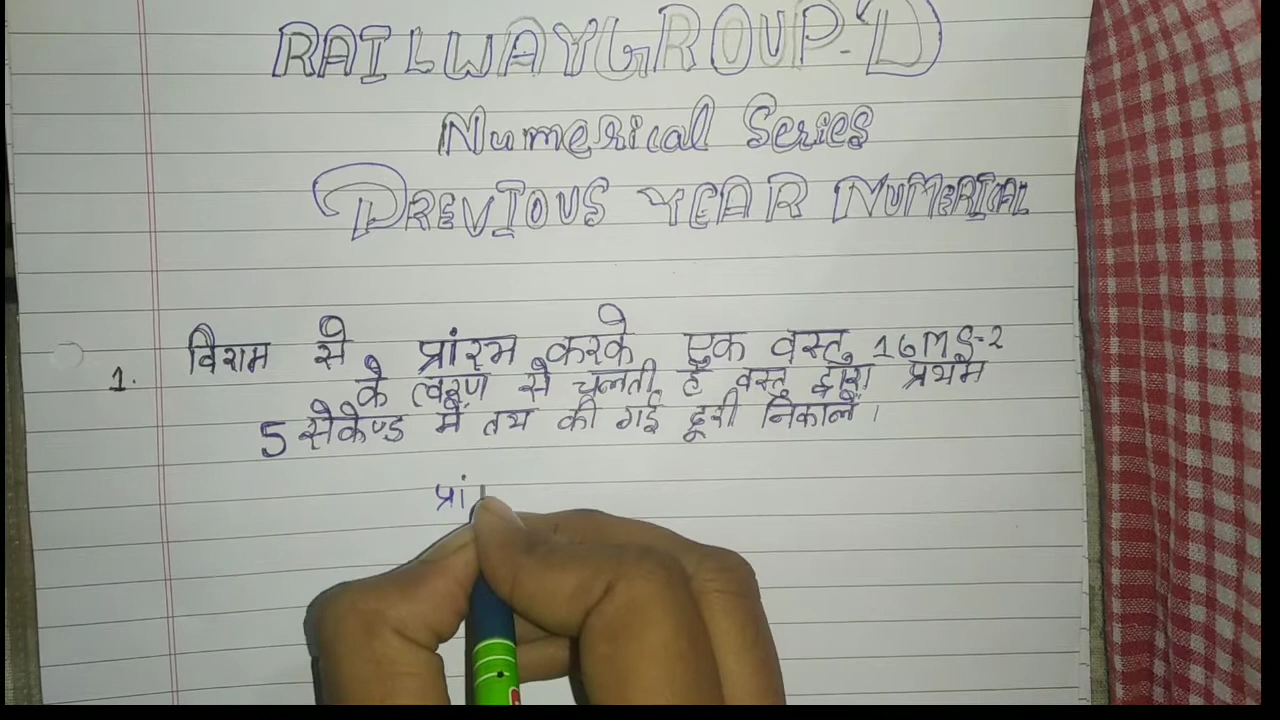 RAILWAY GROUP-D
Numerical Series
PREVIOUS YEAR NUMERICAL
1. विराम से प्रांरभ करके एक वस्तु 16MS-2
के त्वरण से चलती है वस्तु द्वारा प्रथम
5 सेकेण्ड में तय की गई दूरी निकालें।
प्रां